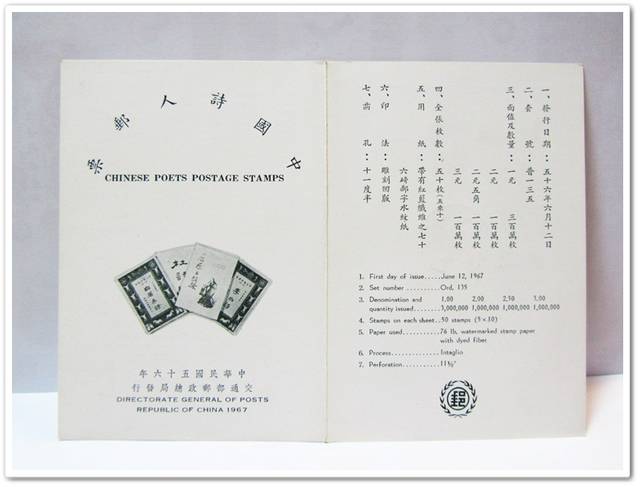 中國詩人郵票
CHINESE POETS POSTAGE STAMPS
中華民國五十六年
交通部郵政總局發行
DIRECTORATE GENERAL OF POSTS
REPUBLIC OF CHINA 1967
一、發行日期：五十六年六月十二日
二、套 號：普一三五
三、面值及數量：一元 三百萬枚
二元 一百萬枚
二元五角 一百萬枚
三元 一百萬枚
四、全張枚數：五十枚(五乘十)
五、用 紙：帶有紅藍纖維之七十
六磅郵字水紋紙
六、印 法：雕刻凹版
七、齒 孔：十一度半
1. First day of issue.....June 12, 1967
2. Set number ..........Ord. 135
3. Denomination and 1.00 2.00 2.50 3.00
quantity issued........3,000,000 1,000,000 1,000,000 1,000,000
4. Stamps on each sheet..50 stamps (5×10)
5. Paper used...........76 lb. watermarked stamp paper
with dyed fiber
6. Process..............Intaglio
7. Perforation..........11½°
郵